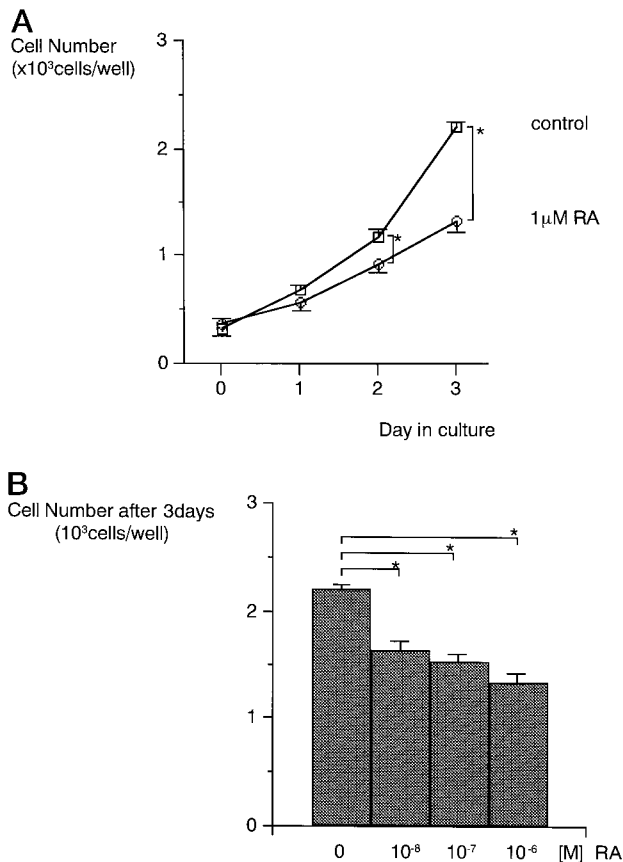 A
Cell Number
(x10³cells/well)
3
2
1
0
*
*
control
1μM RA
0 1 2 3
Day in culture
B
Cell Number after 3days
(10³cells/well)
3
2
1
0
*
*
*
0 10⁻⁸ 10⁻⁷ 10⁻⁶ [M] RA